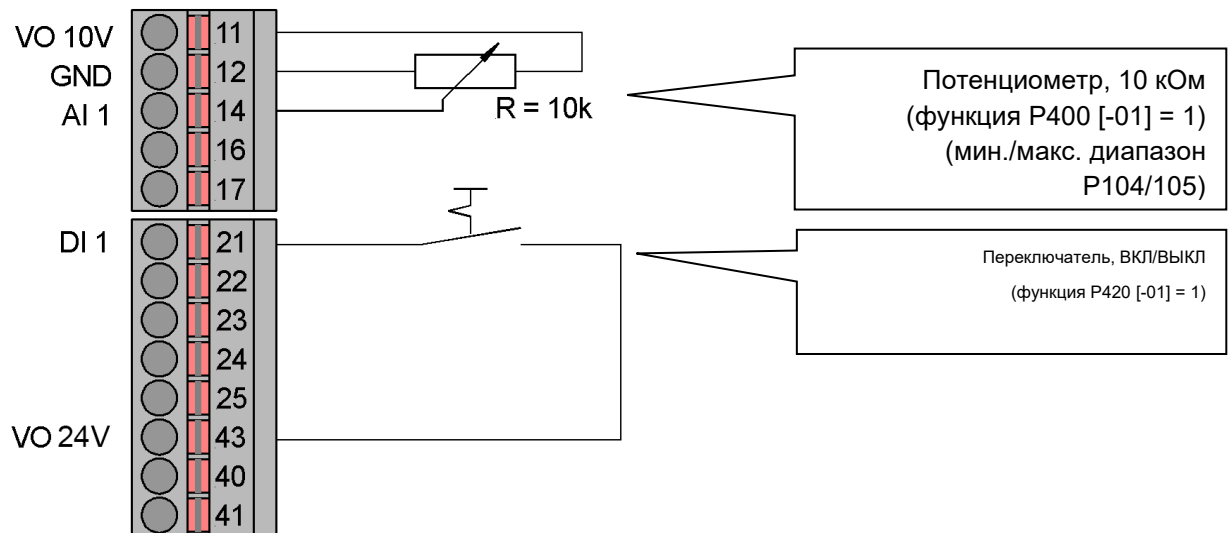 VO 10V 11
GND 12
AI 1 14
16
17
R = 10k
Потенциометр, 10 кОм
(функция P400 [-01] = 1)
(мин./макс. диапазон
P104/105)
DI 1 21
22
23
24
25
VO 24V 43
40
41
Переключатель, ВКЛ/ВЫКЛ
(функция P420 [-01] = 1)